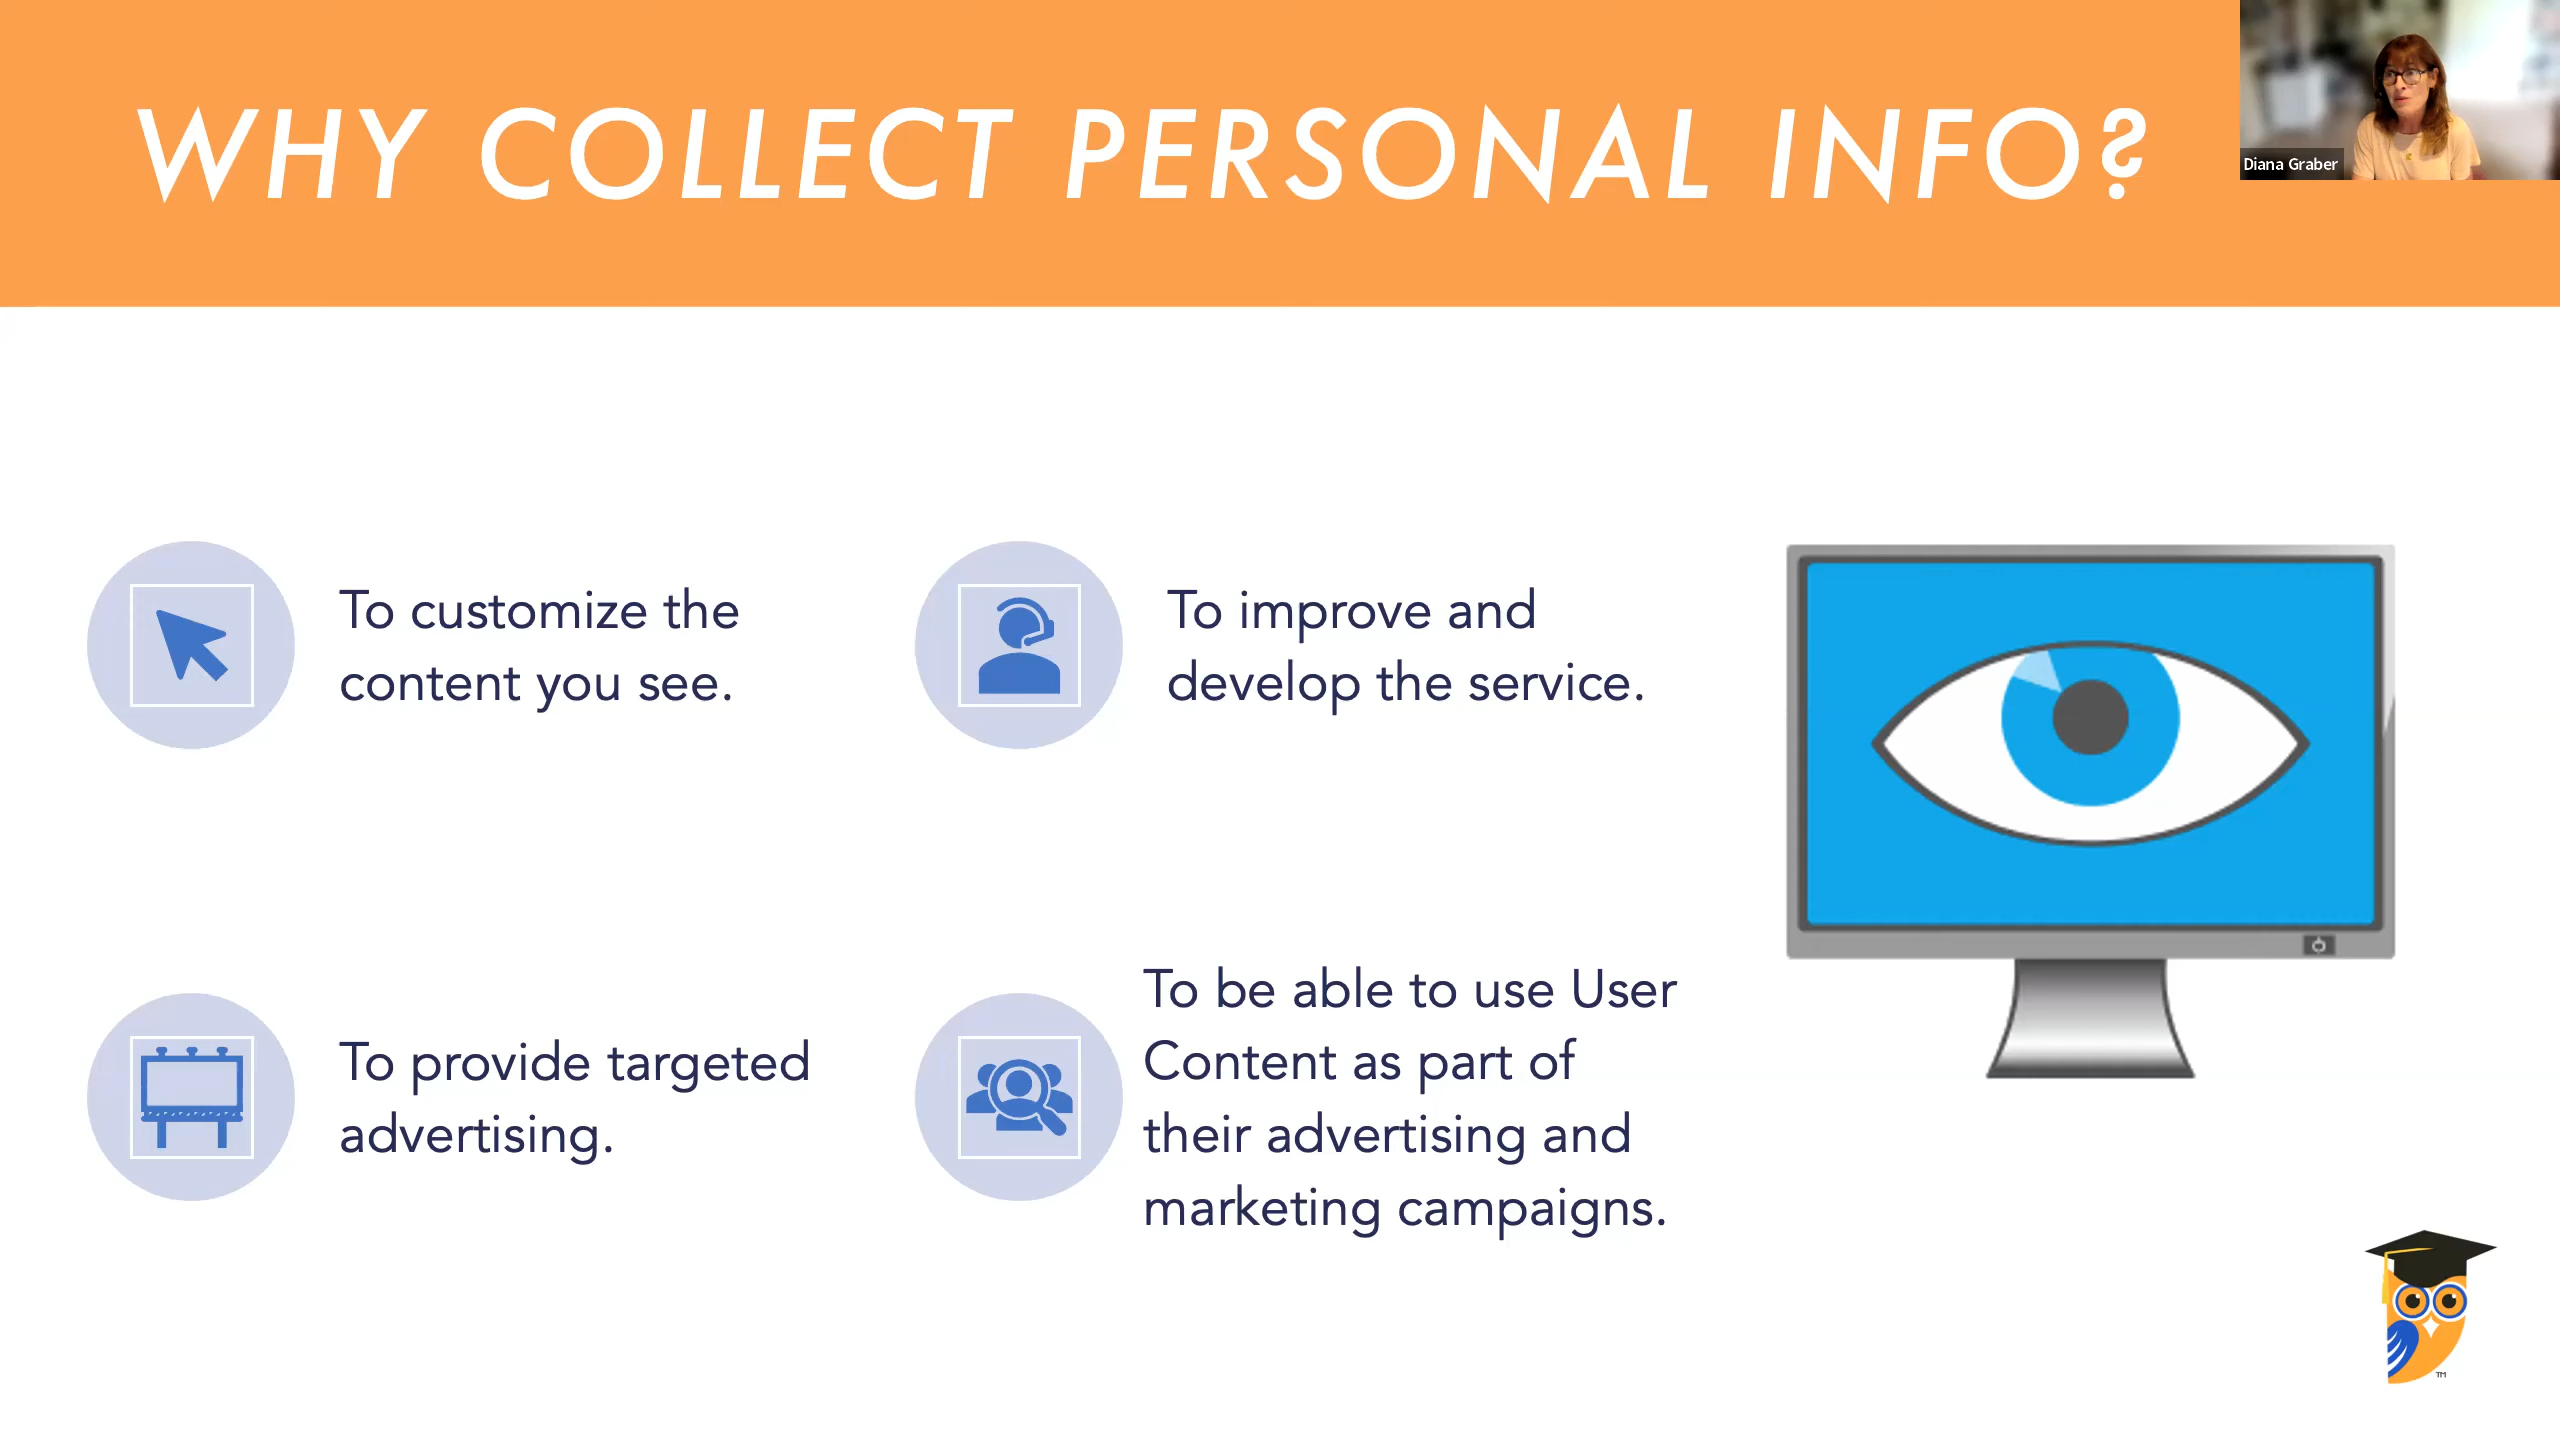 WHY COLLECT PERSONAL INFO?
Diana Graber
To customize the
content you see.
To improve and
develop the service.
To provide targeted
advertising.
To be able to use User
Content as part of
their advertising and
marketing campaigns.
TM